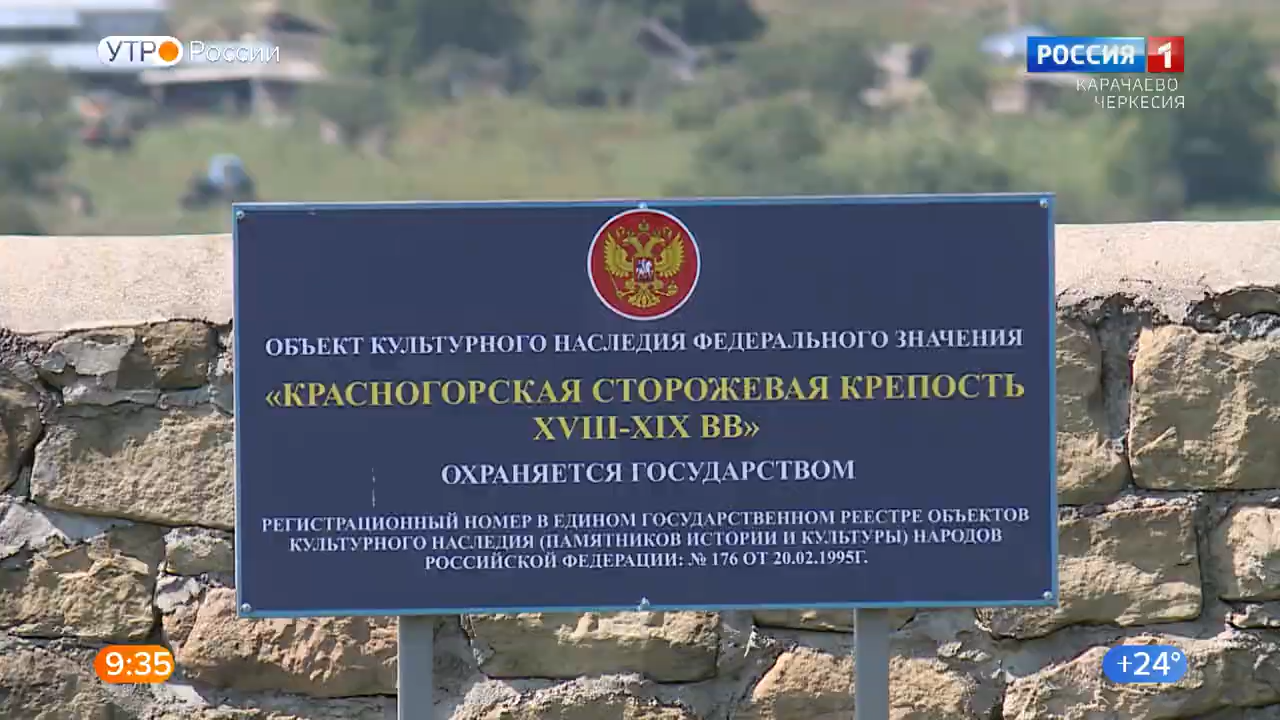 УТРО России
РОССИЯ 1
КАРАЧАЕВО
ЧЕРКЕСИЯ
ОБЪЕКТ КУЛЬТУРНОГО НАСЛЕДИЯ ФЕДЕРАЛЬНОГО ЗНАЧЕНИЯ
«КРАСНОГОРСКАЯ СТОРОЖЕВАЯ КРЕПОСТЬ
XVIII-XIX ВВ»
ОХРАНЯЕТСЯ ГОСУДАРСТВОМ
РЕГИСТРАЦИОННЫЙ НОМЕР В ЕДИНОМ ГОСУДАРСТВЕННОМ РЕЕСТРЕ ОБЪЕКТОВ
КУЛЬТУРНОГО НАСЛЕДИЯ (ПАМЯТНИКОВ ИСТОРИИ И КУЛЬТУРЫ) НАРОДОВ
РОССИЙСКОЙ ФЕДЕРАЦИИ: № 176 ОТ 20.02.1995Г.
9:35
+24°